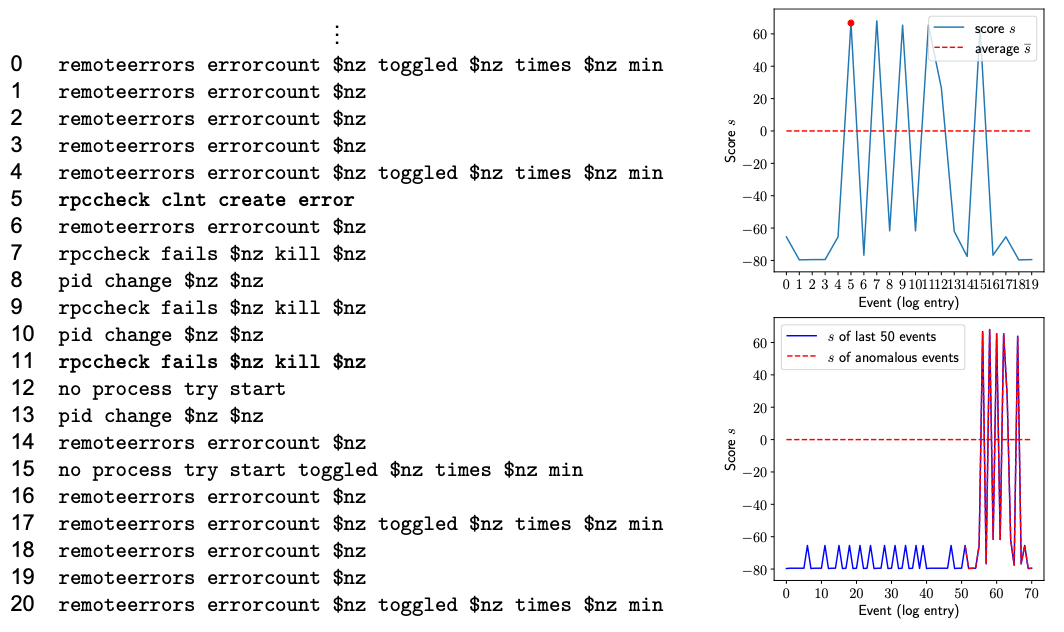 ⋮
0 remoteerrors errorcount $nz toggled $nz times $nz min
1 remoteerrors errorcount $nz
2 remoteerrors errorcount $nz
3 remoteerrors errorcount $nz
4 remoteerrors errorcount $nz toggled $nz times $nz min
5 rpccheck clnt create error
6 remoteerrors errorcount $nz
7 rpccheck fails $nz kill $nz
8 pid change $nz $nz
9 rpccheck fails $nz kill $nz
10 pid change $nz $nz
11 rpccheck fails $nz kill $nz
12 no process try start
13 pid change $nz $nz
14 remoteerrors errorcount $nz
15 no process try start toggled $nz times $nz min
16 remoteerrors errorcount $nz
17 remoteerrors errorcount $nz toggled $nz times $nz min
18 remoteerrors errorcount $nz
19 remoteerrors errorcount $nz
20 remoteerrors errorcount $nz toggled $nz times $nz min
score s
average s̅
Score s
60
40
20
0
−20
−40
−60
−80
0 1 2 3 4 5 6 7 8 9 10 11 12 13 14 15 16 17 18 19
Event (log entry)
s of last 50 events
s of anomalous events
Score s
60
40
20
0
−20
−40
−60
−80
0 10 20 30 40 50 60 70
Event (log entry)